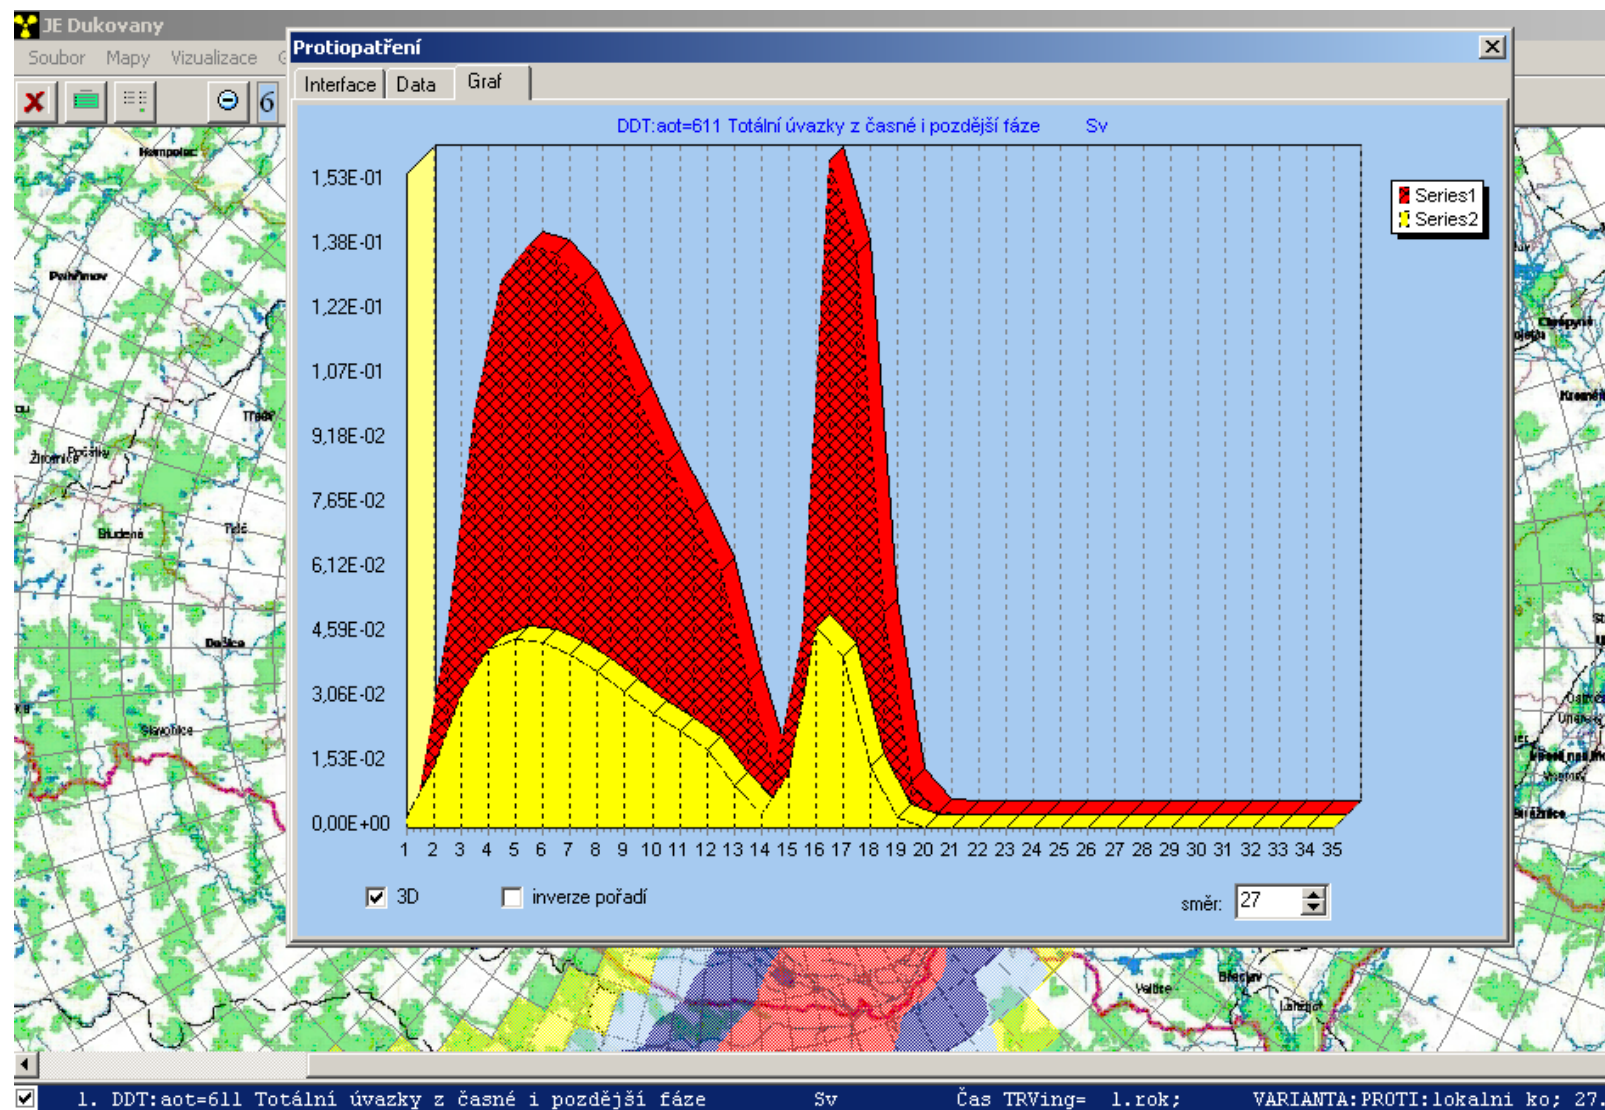 JE Dukovany
Soubor Mapy Vizualizace
Protiopatření
Interface Data Graf
6
DDT:aot=611 Totální úvazky z časné i pozdější fáze Sv
1,53E-01
1,38E-01
1,22E-01
1,07E-01
9,18E-02
7,65E-02
6,12E-02
4,59E-02
3,06E-02
1,53E-02
0,00E+00
Series1
Series2
1 2 3 4 5 6 7 8 9 10 11 12 13 14 15 16 17 18 19 20 21 22 23 24 25 26 27 28 29 30 31 32 33 34 35
3D
inverze pořadí
směr: 27
Humpolec
Pelhřimov
Žirovnice
Počátky
Studená
Telč
Dačice
Slavonice
Břeclav
Valtice
Lanžhot
1. DDT:aot=611 Totální úvazky z časné i pozdější fáze Sv Čas TRVing= 1.rok; VARIANTA:PROTI:lokalni ko; 27.